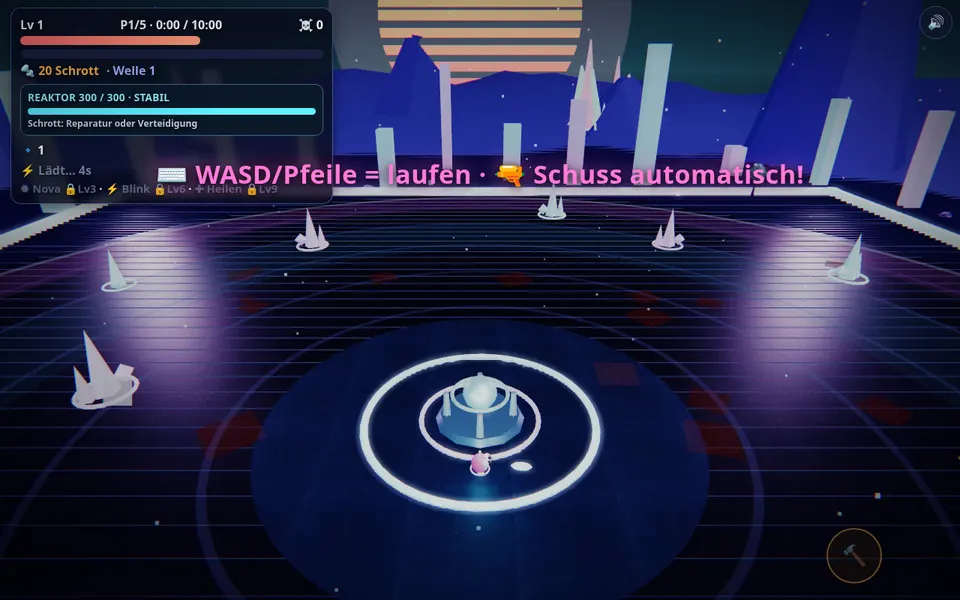 Lv 1 P1/5 · 0:00 / 10:00 ☠ 0
🔩 20 Schrott · Welle 1
REAKTOR 300 / 300 · STABIL
Schrott: Reparatur oder Verteidigung
🔹 1
⚡ Lädt... 4s
⌨️ WASD/Pfeile = laufen · 🔫 Schuss automatisch!
Nova 🔒Lv3 · ⚡ Blink 🔒Lv6 · ✚ Heilen 🔒Lv9